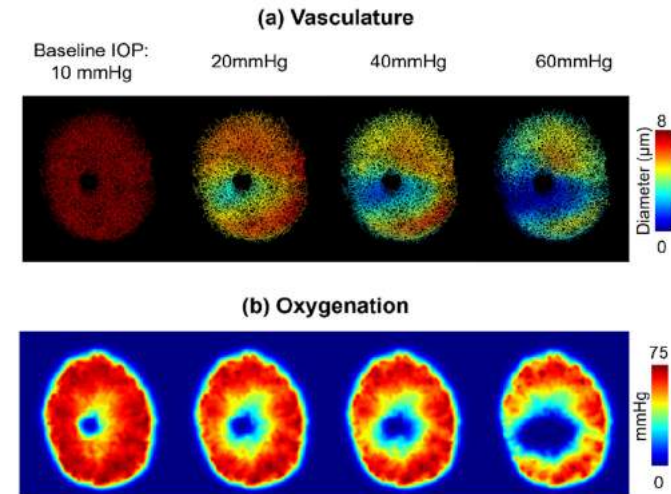 (a) Vasculature
Baseline IOP:
10 mmHg
20mmHg
40mmHg
60mmHg
8
Diameter (μm)
0
(b) Oxygenation
75
mmHg
0